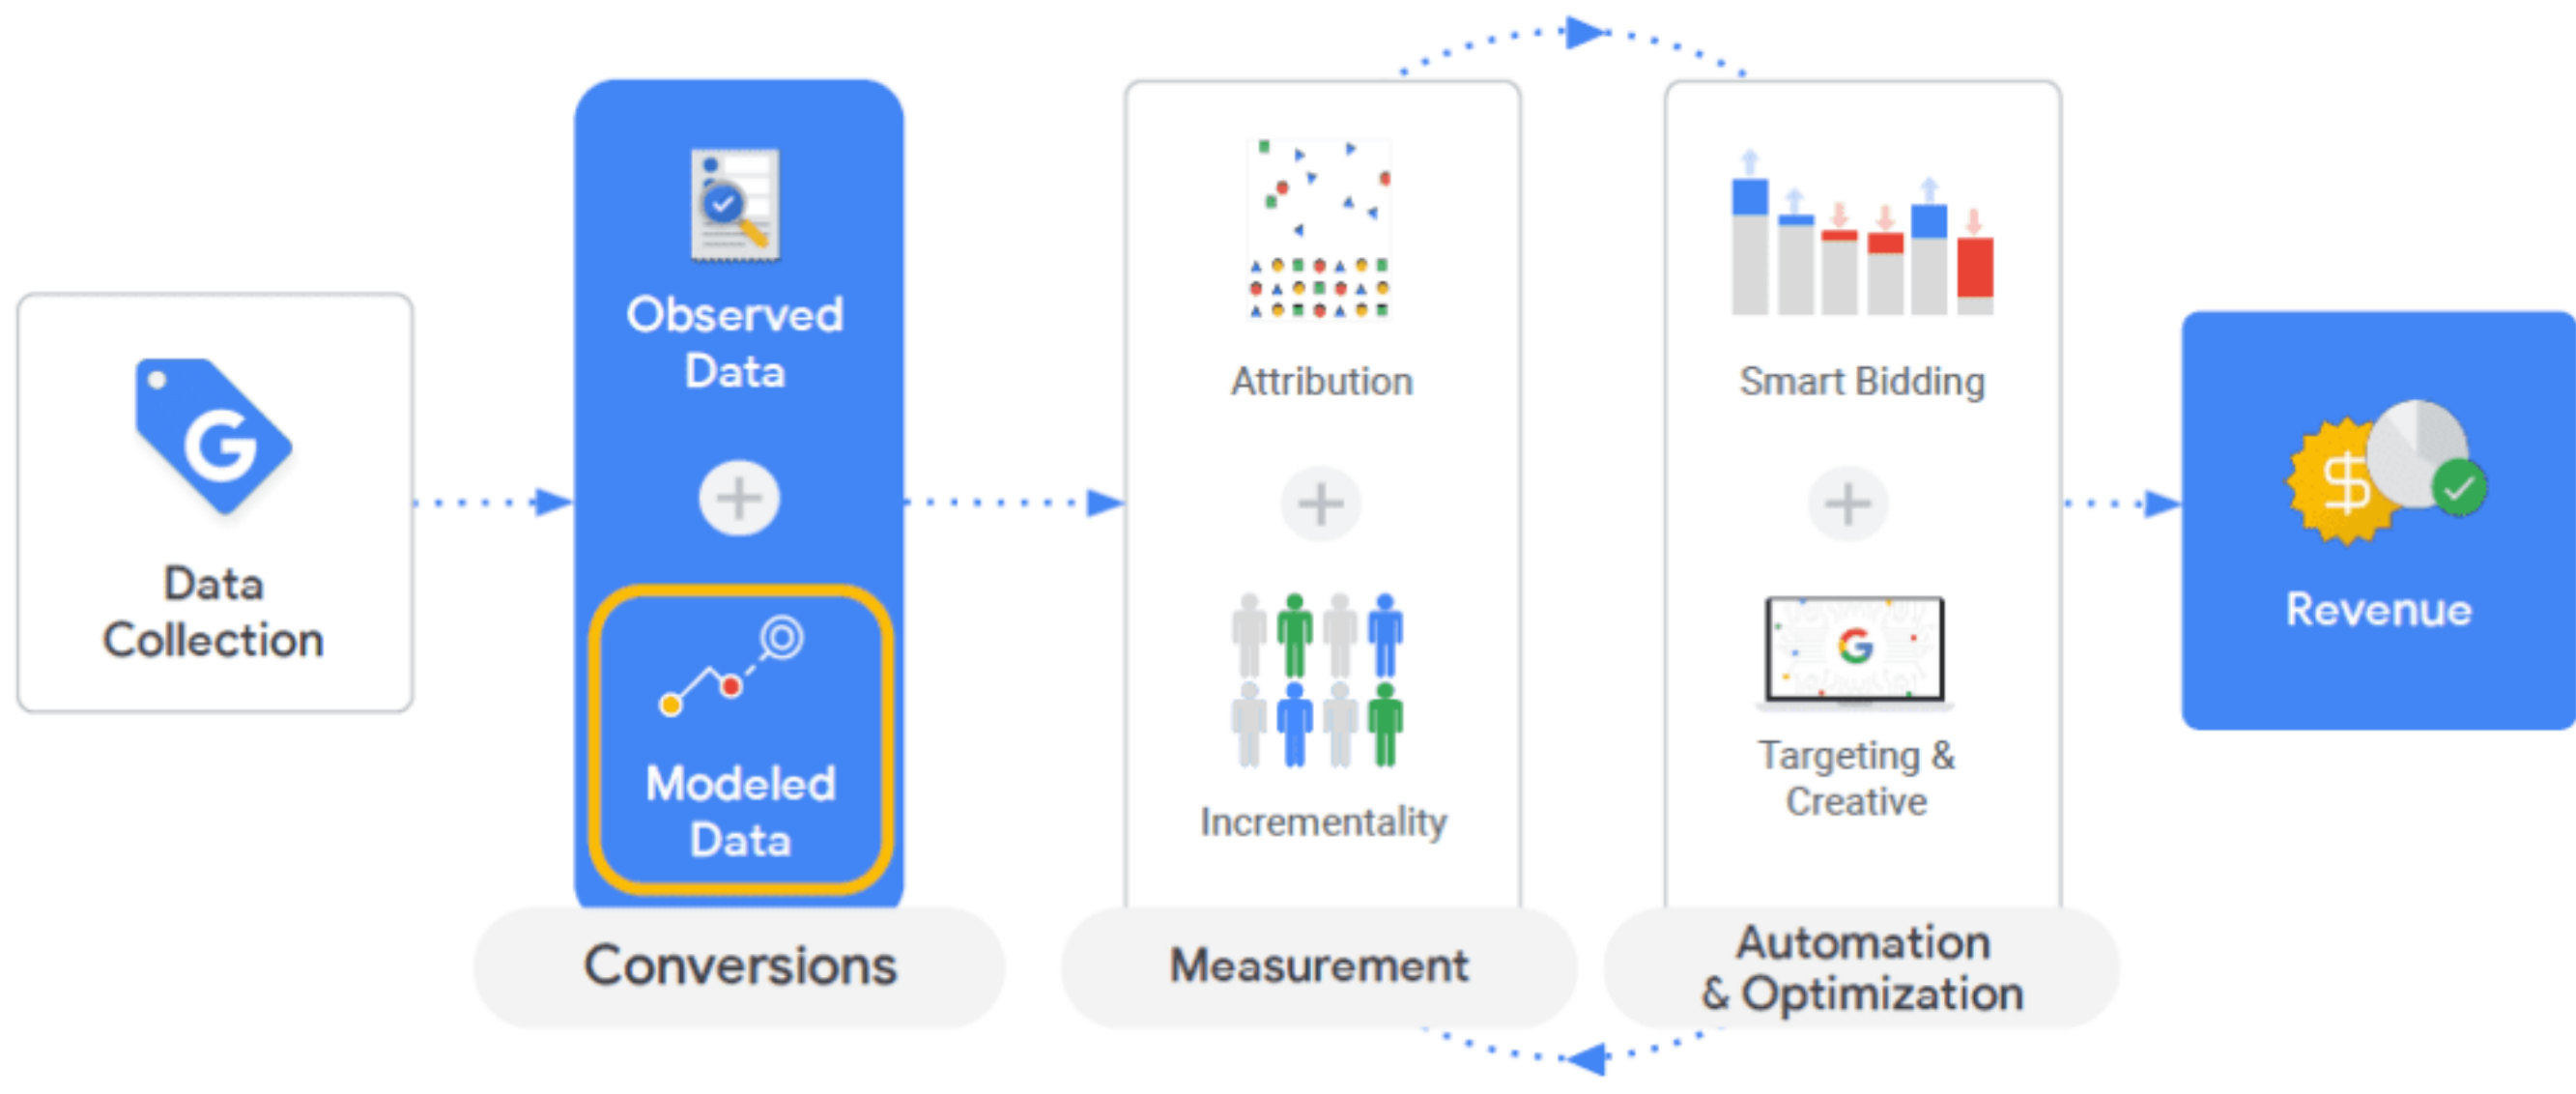 Data
Collection
Observed
Data
Modeled
Data
Conversions
Attribution
Incrementality
Measurement
Smart Bidding
Targeting &
Creative
Automation
& Optimization
Revenue